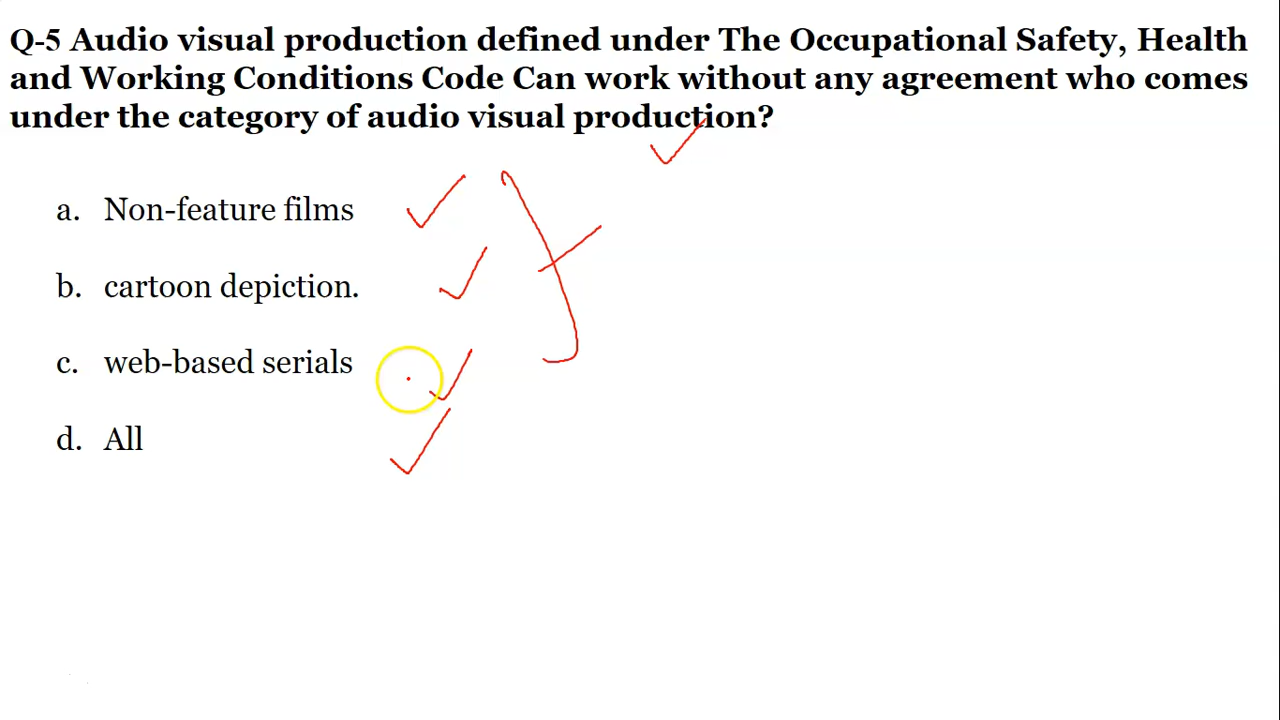 Q-5 Audio visual production defined under The Occupational Safety, Health
and Working Conditions Code Can work without any agreement who comes
under the category of audio visual production?
a. Non-feature films
b. cartoon depiction.
c. web-based serials
d. All